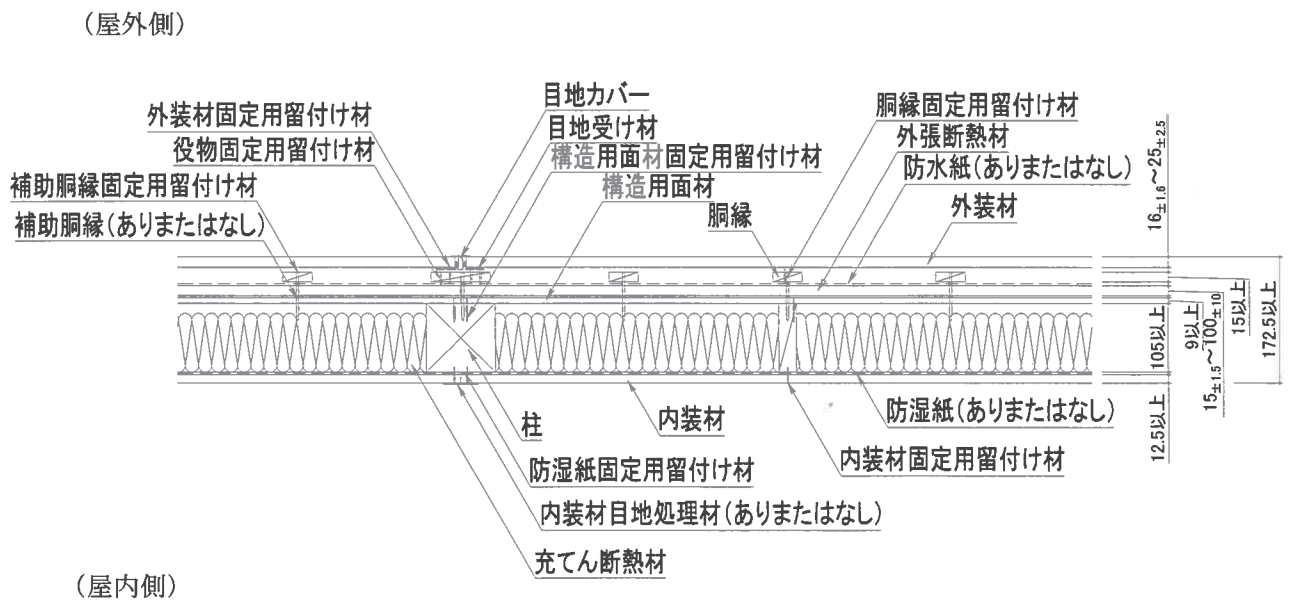 (屋外側)
目地カバー
外装材固定用留付け材
目地受け材
役物固定用留付け材
構造用面材固定用留付け材
補助胴縁固定用留付け材
構造用面材
補助胴縁(ありまたはなし)
胴縁
胴縁固定用留付け材
外張断熱材
防水紙(ありまたはなし)
外装材
16±1.6~25±2.5
15以上
172.5以上
9以上
15±1.5~100±10
105以上
12.5以上
柱
内装材
防湿紙(ありまたはなし)
防湿紙固定用留付け材
内装材固定用留付け材
内装材目地処理材(ありまたはなし)
充てん断熱材
(屋内側)